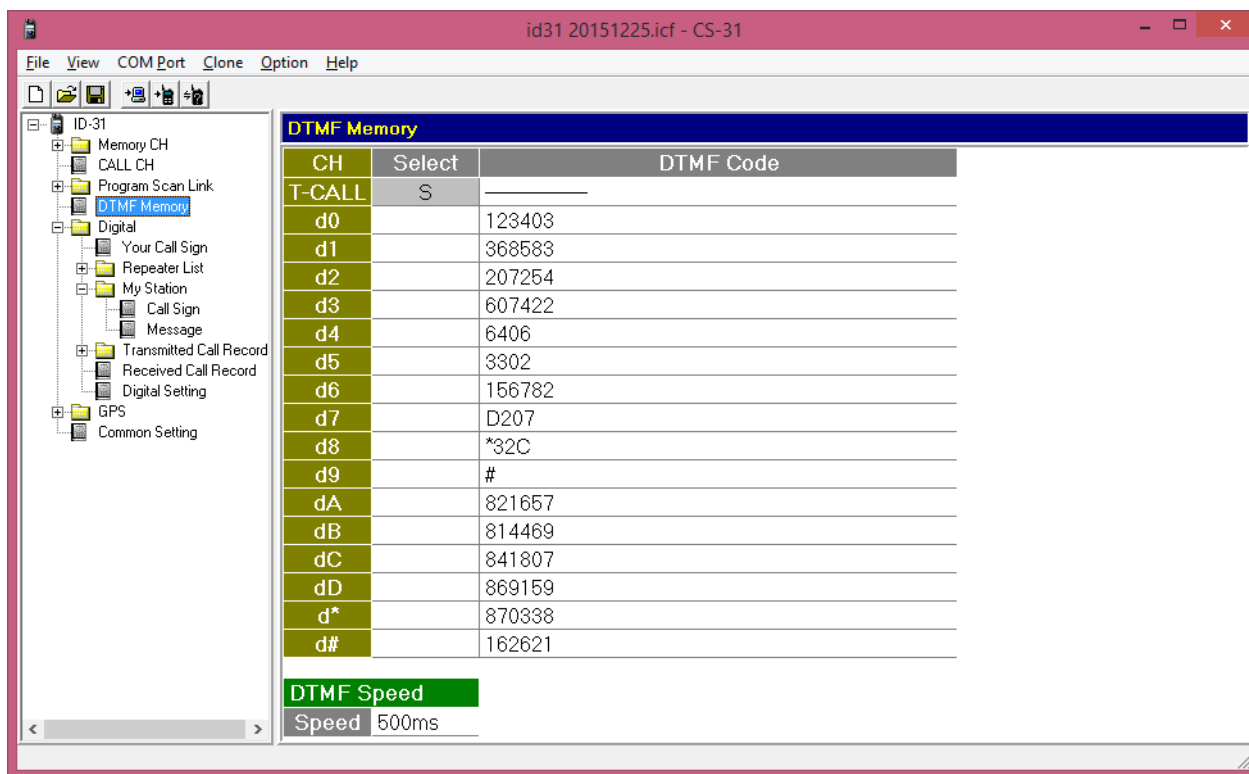 id31 20151225.icf - CS-31
File View COM Port Clone Option Help
ID-31
Memory CH
CALL CH
Program Scan Link
DTMF Memory
Digital
Your Call Sign
Repeater List
My Station
Call Sign
Message
Transmitted Call Record
Received Call Record
Digital Setting
GPS
Common Setting
DTMF Memory
CH Select DTMF Code
T-CALL S
d0 123403
d1 368583
d2 207254
d3 607422
d4 6406
d5 3302
d6 156782
d7 D207
d8 *32C
d9 #
dA 821657
dB 814469
dC 841807
dD 869159
d* 870338
d# 162621
DTMF Speed
Speed 500ms